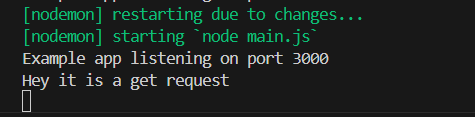 [nodemon] restarting due to changes...
[nodemon] starting `node main.js`
Example app listening on port 3000
Hey it is a get request